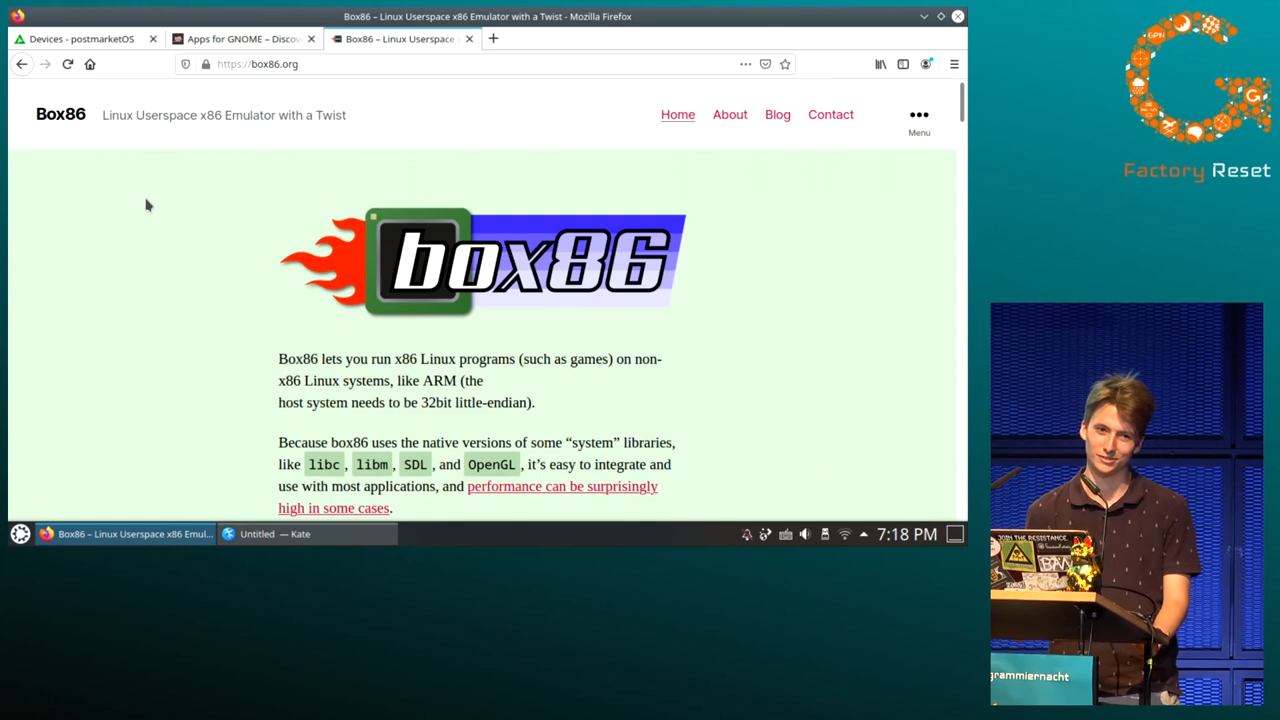 Box86 – Linux Userspace x86 Emulator with a Twist - Mozilla Firefox
Devices - postmarketOS
Apps for GNOME – Discov
Box86 – Linux Userspace x
https://box86.org
Box86
Linux Userspace x86 Emulator with a Twist
Home
About
Blog
Contact
Menu
box86
Box86 lets you run x86 Linux programs (such as games) on non-
x86 Linux systems, like ARM (the
host system needs to be 32bit little-endian).
Because box86 uses the native versions of some “system” libraries,
like libc, libm, SDL, and OpenGL, it’s easy to integrate and
use with most applications, and performance can be surprisingly
high in some cases.
Box86 – Linux Userspace x86 Emul...
Untitled — Kate
7:18 PM
GPN
G
Factory Reset
JOIN THE RESISTANCE.
grammiernacht